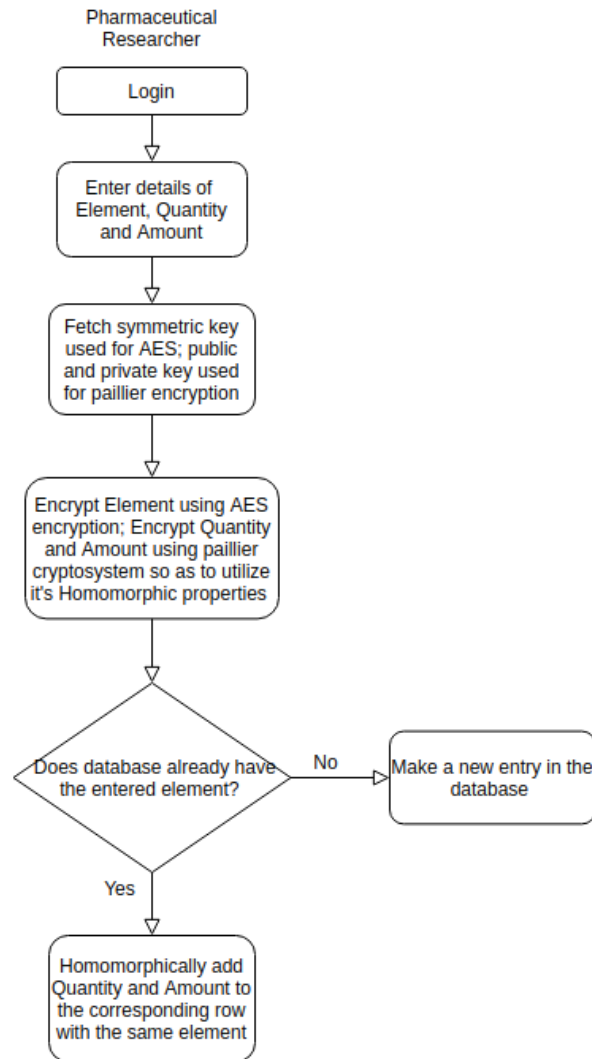 Pharmaceutical
Researcher
Login
Enter details of
Element, Quantity
and Amount
Fetch symmetric key
used for AES; public
and private key used
for paillier encryption
Encrypt Element using AES
encryption; Encrypt Quantity
and Amount using paillier
cryptosystem so as to utilize
it's Homomorphic properties
Does database already have
the entered element?
No
Make a new entry in the
database
Yes
Homomorphically add
Quantity and Amount to
the corresponding row
with the same element